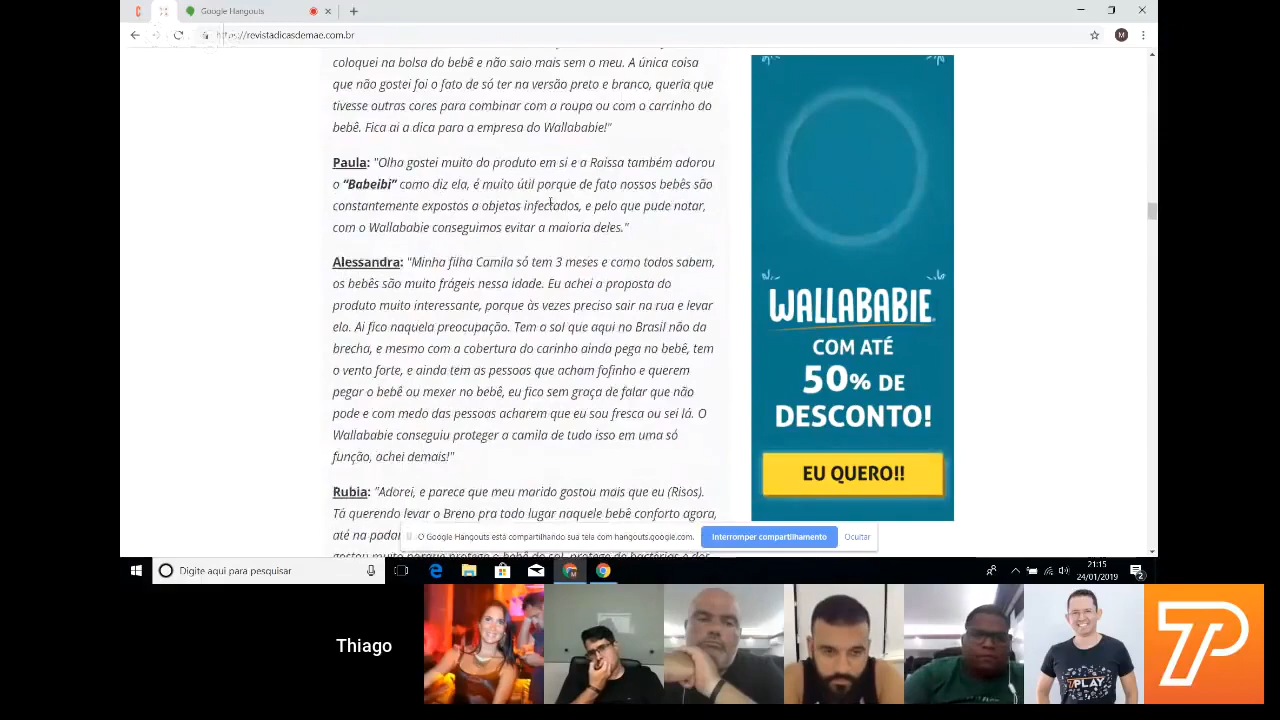 Google Hangouts
https://revistadicasdemae.com.br
M
coloquei na bolsa do bebê e não saio mais sem o meu. A única coisa
que não gostei foi o fato de só ter na versão preto e branco, queria que
tivesse outras cores para combinar com a roupa ou com o carrinho do
bebê. Fica ai a dica para a empresa do Wallababie!"
Paula: "Olha gostei muito do produto em si e a Raissa também adorou
o "Babeibi" como diz ela, é muito útil porque de fato nossos bebês são
constantemente expostos a objetos infectados, e pelo que pude notar,
com o Wallababie conseguimos evitar a maioria deles."
Alessandra: "Minha filha Camila só tem 3 meses e como todos sabem,
os bebês são muito frágeis nessa idade. Eu achei a proposta do
produto muito interessante, porque às vezes preciso sair na rua e levar
ela. Ai fico naquela preocupação. Tem o sol que aqui no Brasil não da
brecha, e mesmo com a cobertura do carinho ainda pega no bebê, tem
o vento forte, e ainda tem as pessoas que acham fofinho e querem
pegar o bebê ou mexer no bebê, eu fico sem graça de falar que não
pode e com medo das pessoas acharem que eu sou fresca ou sei lá. O
Wallababie conseguiu proteger a camila de tudo isso em uma só
função, achei demais!"
Rubia: "Adorei, e parece que meu marido gostou mais que eu (Risos).
Tá querendo levar o Breno pra todo lugar naquele bebê conforto agora,
WALLABABIE
COM ATÉ
50% DE
DESCONTO!
EU QUERO!!
O Google Hangouts está compartilhando sua tela com hangouts.google.com.
Interromper compartilhamento
Ocultar
Digite aqui para pesquisar
21:15
24/01/2019
2
Thiago
7PLAY
7P